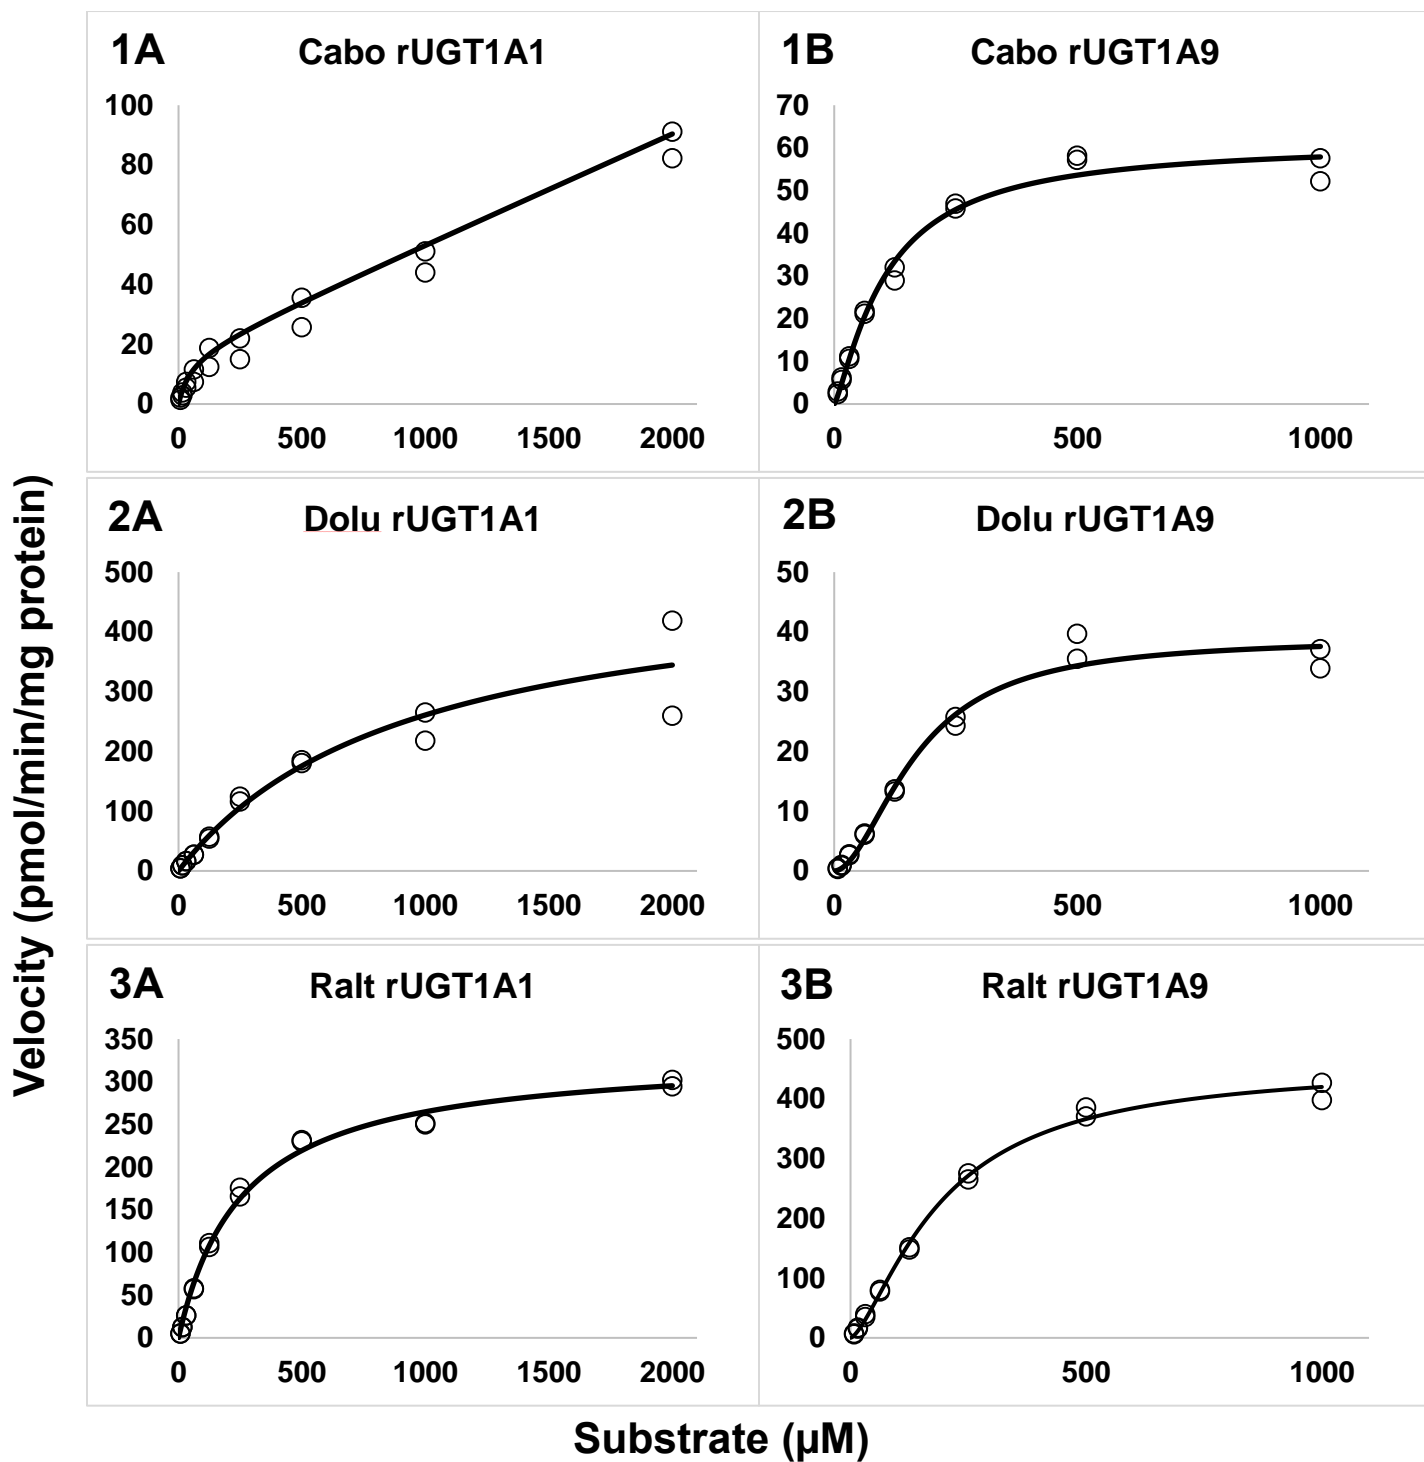 1A
Cabo rUGT1A1
100
80
60
40
20
0
0 500 1000 1500 2000
1B
Cabo rUGT1A9
70
60
50
40
30
20
10
0
0 500 1000
2A
Dolu rUGT1A1
500
400
300
200
100
0
0 500 1000 1500 2000
2B
Dolu rUGT1A9
50
40
30
20
10
0
0 500 1000
3A
Ralt rUGT1A1
350
300
250
200
150
100
50
0
0 500 1000 1500 2000
3B
Ralt rUGT1A9
500
400
300
200
100
0
0 500 1000
Velocity (pmol/min/mg protein)
Substrate (µM)